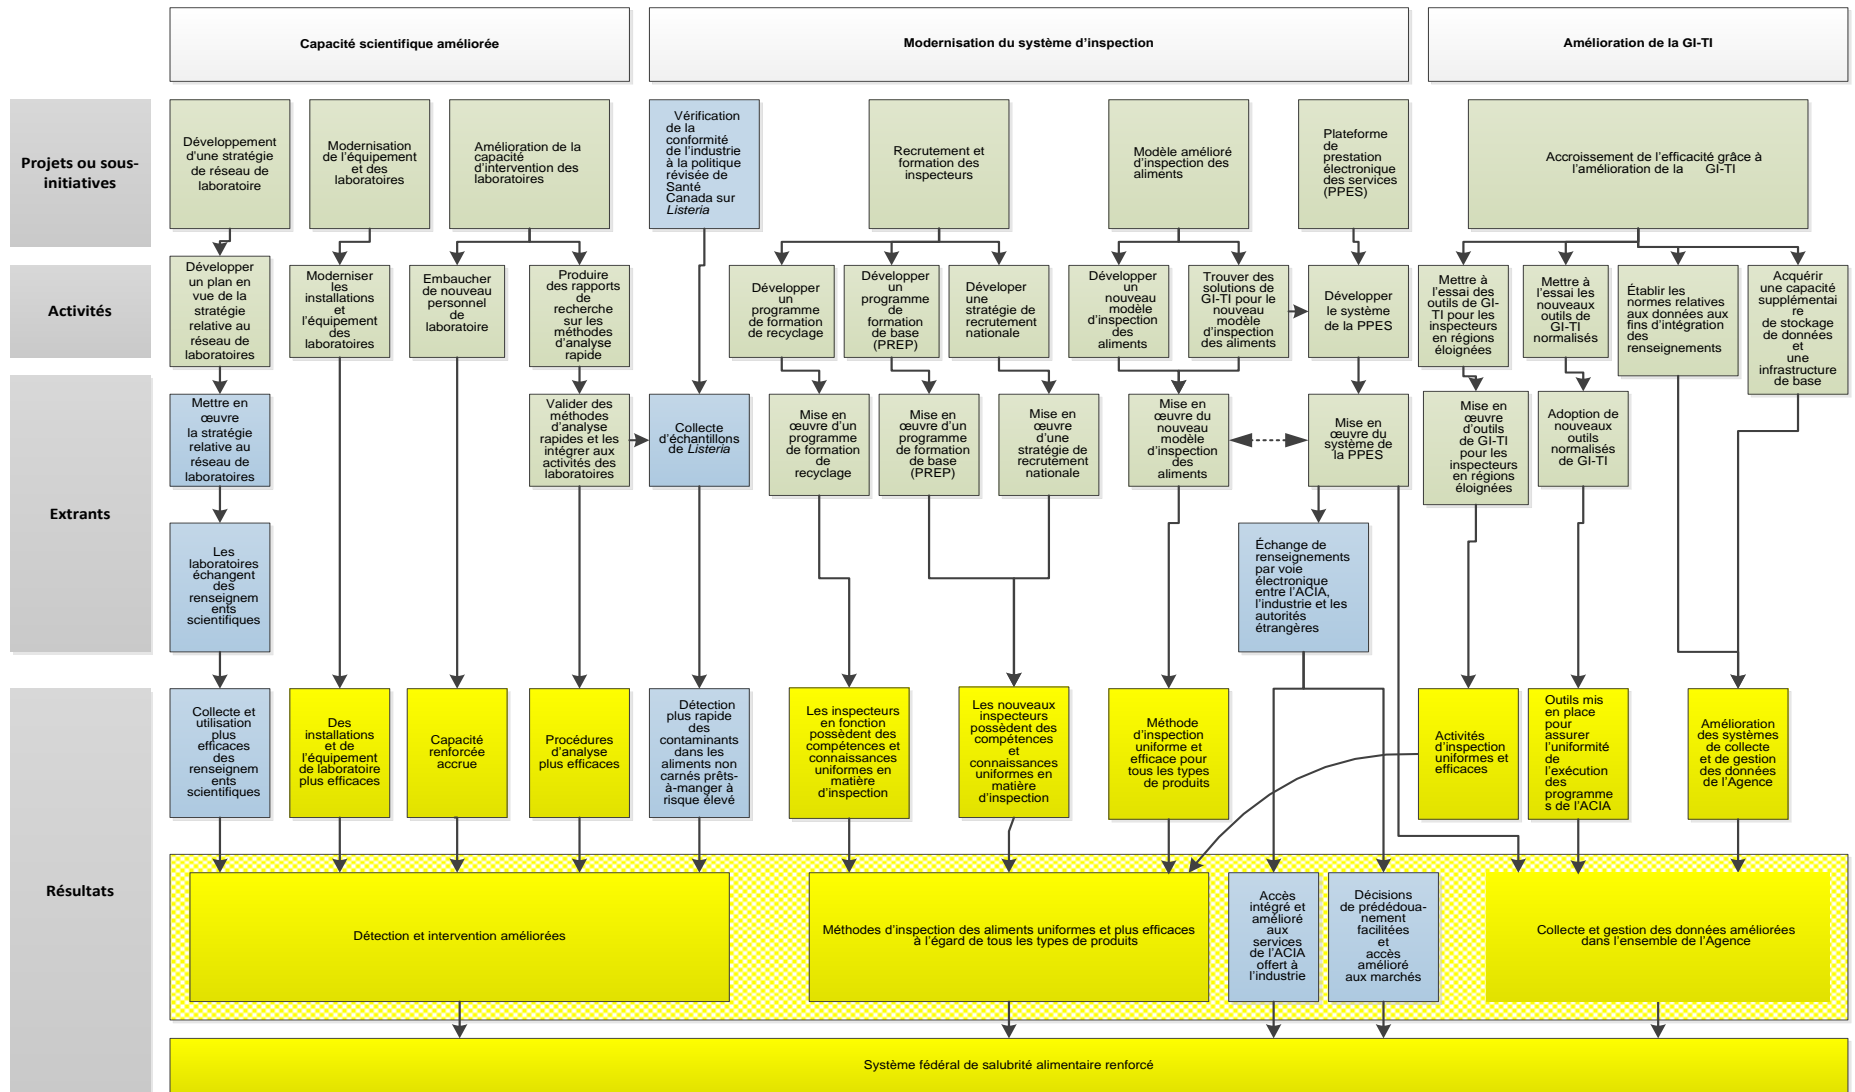 Capacité scientifique améliorée
Modernisation du système d'inspection
Amélioration de la GI-TI
Projets ou sous-
initiatives
Développement
d'une stratégie
de réseau de
laboratoire
Modernisation
de l'équipement
et des
laboratoires
Amélioration de la
capacité
d'intervention des
laboratoires
Vérification
de la
conformité
de l'industrie
à la politique
révisée de
Santé
Canada sur
Listeria
Recrutement et
formation des
inspecteurs
Modèle amélioré
d'inspection des
aliments
Plateforme
de
prestation
électronique
des services
(PPES)
Accroissement de l'efficacité grâce à
l'amélioration de la GI-TI
Activités
Développer
un plan en
vue de la
stratégie
relative au
réseau de
laboratoires
Moderniser
les
installations
et
l'équipement
des
laboratoires
Embaucher
de nouveau
personnel
de
laboratoire
Produire
des rapports
de
recherche
sur les
méthodes
d'analyse
rapide
Développer
un
programme
de formation
de recyclage
Développer
un
programme
de
formation
de base
(PREP)
Développer
une
stratégie de
recrutement
nationale
Développer
un
nouveau
modèle
d'inspection
des
aliments
Trouver des
solutions de
GI-TI pour le
nouveau
modèle
d'inspection
des aliments
Développer
le système
de la PPES
Mettre à
l'essai des
outils de GI-
TI pour les
inspecteurs
en régions
éloignées
Mettre à
l'essai les
nouveaux
outils de
GI-TI
normalisés
Établir les
normes relatives
aux données aux
fins d'intégration
des
renseignements
Acquérir
une capacité
supplémentai
re
de stockage
de données
et
une
infrastructure
de base
Extrants
Mettre en
œuvre
la stratégie
relative au
réseau de
laboratoires
Valider des
méthodes
d'analyse
rapides et les
intégrer aux
activités des
laboratoires
Collecte
d'échantillons
de Listeria
Mise en
œuvre d'un
programme
de formation
de
recyclage
Mise en
œuvre d'un
programme
de formation
de base
(PREP)
Mise en
œuvre
d'une
stratégie de
recrutement
nationale
Mise en
œuvre du
nouveau
modèle
d'inspection
des
aliments
Mise en
œuvre du
système de
la PPES
Mise en
œuvre
d'outils
de GI-TI
pour les
inspecteurs
en régions
éloignées
Adoption de
nouveaux
outils
normalisés
de GI-TI
Les
laboratoires
échangent
des
renseignem
ents
scientifiques
Échange de
renseignements
par voie
électronique
entre l'ACIA,
l'industrie et les
autorités
étrangères
Résultats
Collecte et
utilisation
plus
efficaces
des
renseignem
ents
scientifiques
Des
installations
et de
l'équipement
de laboratoire
plus efficaces
Capacité
renforcée
accrue
Procédures
d'analyse
plus efficaces
Détection
plus rapide
des
contaminants
dans les
aliments non
carnés prêts-
à-manger à
risque élevé
Les inspecteurs
en fonction
possèdent des
compétences et
connaissances
uniformes en
matière
d'inspection
Les nouveaux
inspecteurs
possèdent des
compétences
et
connaissances
uniformes en
matière
d'inspection
Méthode
d'inspection
uniforme et
efficace pour
tous les types
de produits
Activités
d'inspection
uniformes et
efficaces
Outils mis
en place
pour
assurer
l'uniformité
de
l'exécution
des
programme
s de l'ACIA
Amélioration
des systèmes
de collecte
et de gestion
des données
de l'Agence
Détection et intervention améliorées
Méthodes d'inspection des aliments uniformes et plus efficaces
à l'égard de tous les types de produits
Accès
intégré et
amélioré
aux
services
de l'ACIA
offert à
l'industrie
Décisions
de prédédoua-
nement
facilitées
et
accès
amélioré
aux marchés
Collecte et gestion des données améliorées
dans l'ensemble de l'Agence
Système fédéral de salubrité alimentaire renforcé